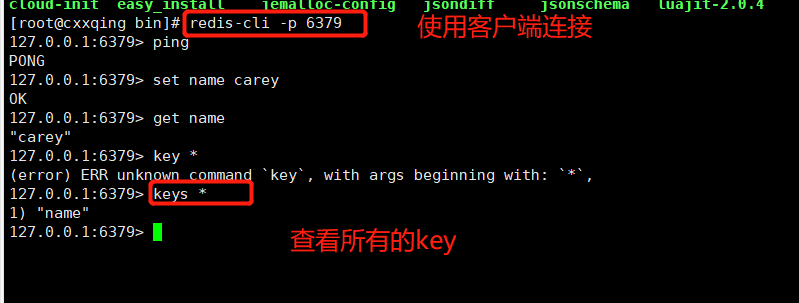 cloud-init easy_install jemalloc-config jsondiff jsonschema luajit-2.0.4
[root@cxxqing bin]# redis-cli -p 6379 使用客户端连接
127.0.0.1:6379> ping
PONG
127.0.0.1:6379> set name carey
OK
127.0.0.1:6379> get name
"carey"
127.0.0.1:6379> key *
(error) ERR unknown command `key`, with args beginning with: `*`,
127.0.0.1:6379> keys *
1) "name"
127.0.0.1:6379>
查看所有的key